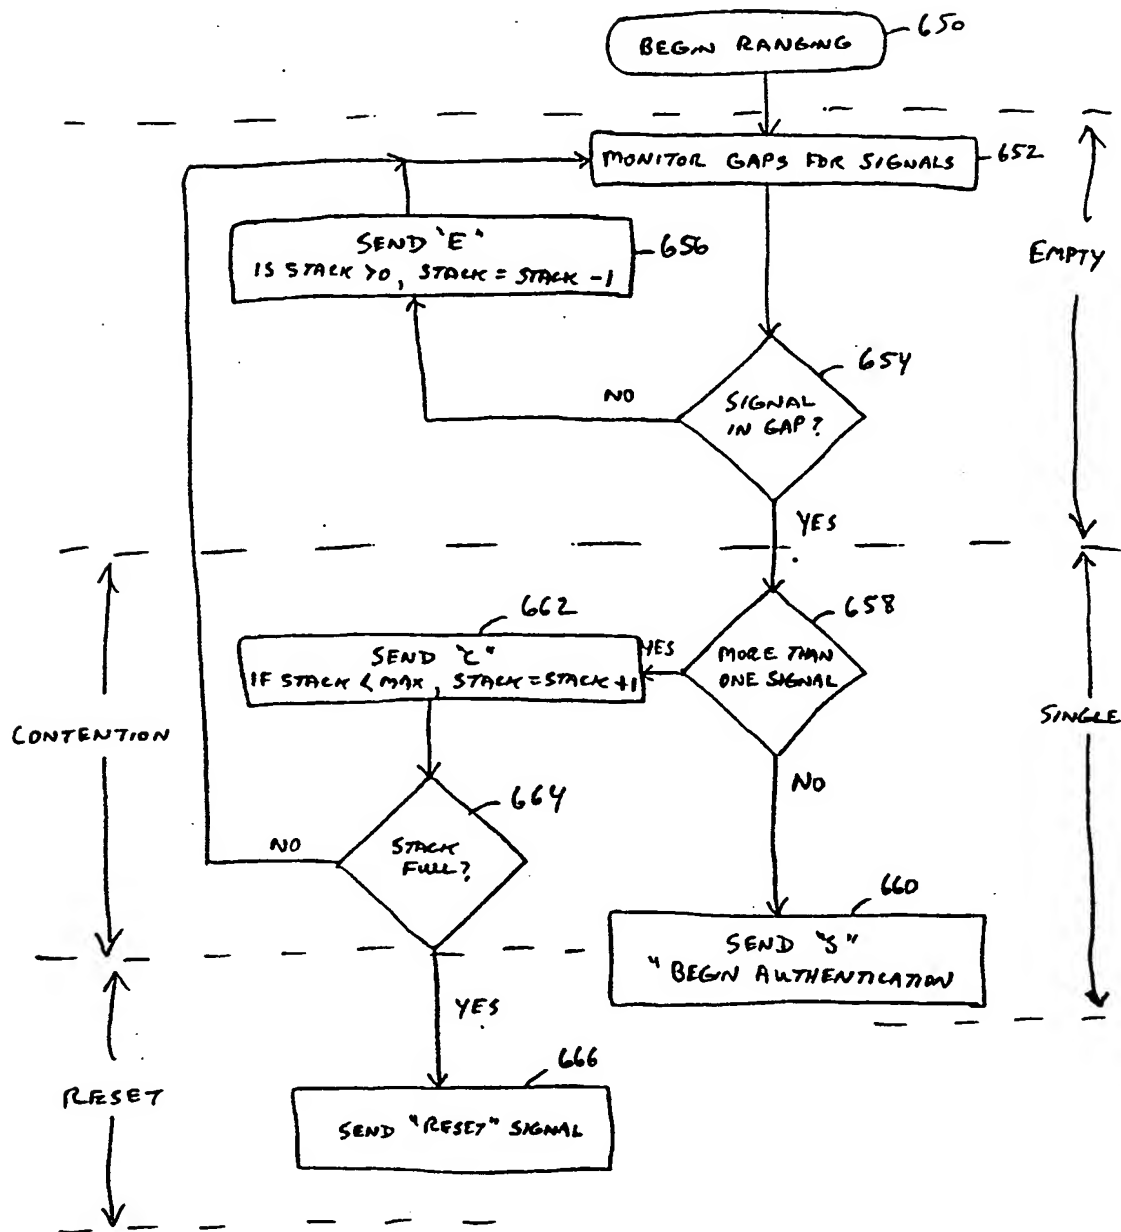 BEGIN RANGING
650
MONITOR GAPS FOR SIGNALS
652
SEND "E"
IS STACK >0, STACK = STACK -1
656
EMPTY
654
SIGNAL
IN GAP?
NO
YES
658
MORE THAN
ONE SIGNAL
YES
662
SEND "C"
IF STACK < MAX, STACK = STACK +1
SINGLE
CONTENTION
NO
664
STACK
FULL?
NO
660
SEND "S"
"BEGIN AUTHENTICATION
YES
666
RESET
SEND "RESET" SIGNAL